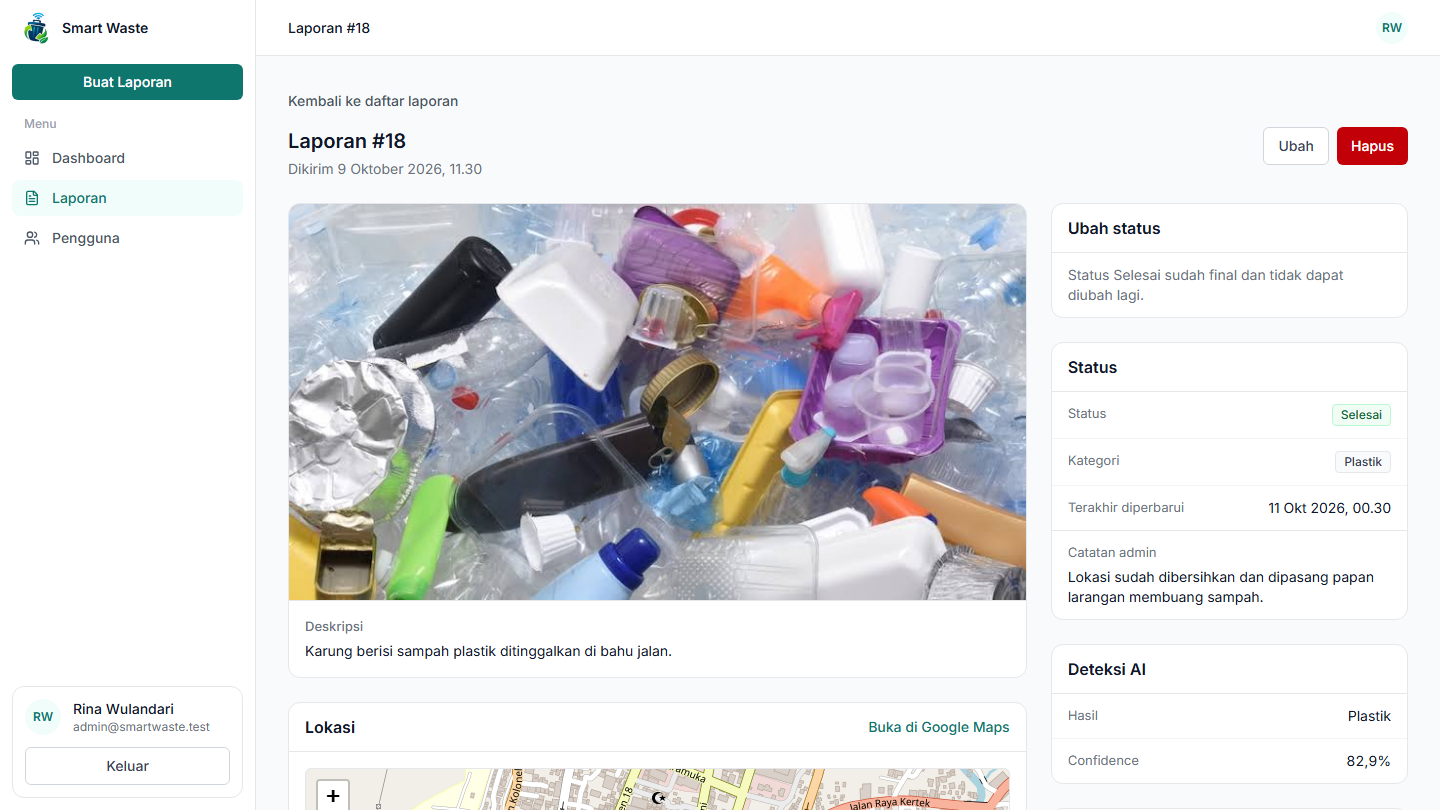 Smart Waste
Buat Laporan
Menu
Dashboard
Laporan
Pengguna
RW
Rina Wulandari
admin@smartwaste.test
Keluar
Laporan #18
RW
Kembali ke daftar laporan
Laporan #18
Dikirim 9 Oktober 2026, 11.30
Ubah
Hapus
Deskripsi
Karung berisi sampah plastik ditinggalkan di bahu jalan.
Lokasi
Buka di Google Maps
+
Jalan Raya Kertek
Ubah status
Status Selesai sudah final dan tidak dapat
diubah lagi.
Status
Status
Selesai
Kategori
Plastik
Terakhir diperbarui
11 Okt 2026, 00.30
Catatan admin
Lokasi sudah dibersihkan dan dipasang papan
larangan membuang sampah.
Deteksi AI
Hasil
Plastik
Confidence
82,9%